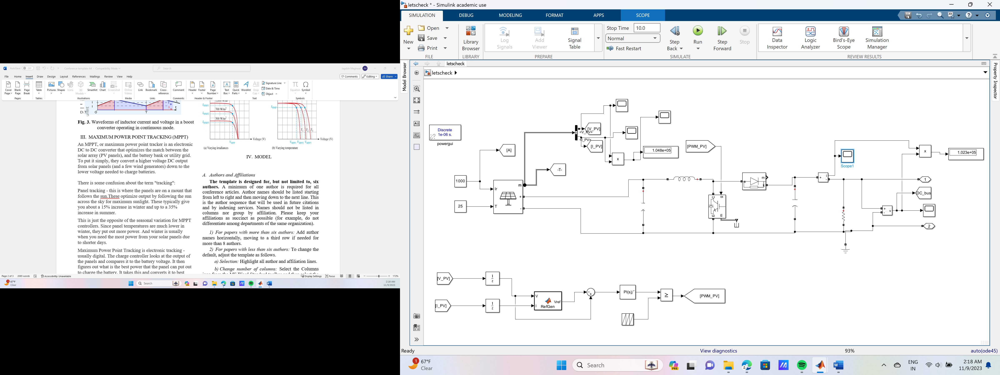 AutoSave Off Conference-template-A4 - Compatibility Mode Search Jagdish Meghwal JM
File Home Insert Draw Design Layout References Mailings Review View Help Comments Editing Share
Cover Page Blank Page Page Break Table Pictures Shapes Icons 3D Models SmartArt Chart Screenshot Online Videos Link Bookmark Cross-reference Comment Header Footer Page Number Text Box Quick Parts WordArt Drop Cap Signature Line Date & Time Object Equation Symbol
Pages Tables Illustrations Media Links Comments Header & Footer Text Symbols
D.T O T t
Fig. 3. Waveforms of inductor current and voltage in a boost
converter operating in continuous mode.
III. MAXIMUM POWER POINT TRACKING (MPPT)
An MPPT, or maximum power point tracker is an electronic
DC to DC converter that optimizes the match between the
solar array (PV panels), and the battery bank or utility grid.
To put it simply, they convert a higher voltage DC output
from solar panels (and a few wind generators) down to the
lower voltage needed to charge batteries.
There is some confusion about the term "tracking":
Panel tracking - this is where the panels are on a mount that
follows the sun.These optimize output by following the sun
across the sky for maximum sunlight. These typically give
you about a 15% increase in winter and up to a 35%
increase in summer.
This is just the opposite of the seasonal variation for MPPT
controllers. Since panel temperatures are much lower in
winter, they put out more power. And winter is usually
when you need the most power from your solar panels due
to shorter days.
Maximum Power Point Tracking is electronic tracking -
usually digital. The charge controller looks at the output of
the panels and compares it to the battery voltage. It then
figures out what is the best power that the panel can put out
to charge the battery. It takes this and converts it to best
IMMP1
700 W/m²
IMMP2
500 W/m²
IMMP3
Voltage (V)
VMPP
(a) Varying irradiances
IMMP
T1 T2 T3
Voltage (V)
VMPP1 VMPP2 VMPP3
(b) Varying temperature
IV. MODEL
A. Authors and Affiliations
The template is designed for, but not limited to, six
authors. A minimum of one author is required for all
conference articles. Author names should be listed starting
from left to right and then moving down to the next line. This
is the author sequence that will be used in future citations
and by indexing services. Names should not be listed in
columns nor group by affiliation. Please keep your
affiliations as succinct as possible (for example, do not
differentiate among departments of the same organization).
1) For papers with more than six authors: Add author
names horizontally, moving to a third row if needed for
more than 8 authors.
2) For papers with less than six authors: To change the
default, adjust the template as follows.
a) Selection: Highlight all author and affiliation lines.
b) Change number of columns: Select the Columns
Page 2 of 3 2065 words Accessibility: Unavailable Display Settings Focus 172%
67°F
Clear
Search
2:18 AM
11/9/2023
letscheck * - Simulink academic use
SIMULATION DEBUG MODELING FORMAT APPS SCOPE
New Open Save Print
Library Browser
Log Signals Add Viewer Signal Table
Stop Time 10.0
Normal
Fast Restart
Step Back Run Step Forward Stop
Data Inspector Logic Analyzer Bird's-Eye Scope Simulation Manager
FILE LIBRARY PREPARE SIMULATE REVIEW RESULTS
Model Browser
Property Inspector
letscheck
letscheck
Discrete
1e-06 s.
powergui
[A]
-T-
1000
25
Ir
T
m
+
-
[V_PV]
<V_PV>
<I_PV>
[I_PV]
x
1.048e+05
[PWM_PV]
g
C
E
m
a
m
k
+
i
-
Scope1
x
1.023e+05
1
DC_bus
+
-
v
2
[V_PV]
1
z
[I_PV]
1
z
V
I
Vref
RefGen
-
+
PI(s)
≥
[PWM_PV]
Ready View diagnostics 93% auto(ode45)
1
67°F
Clear
Search
PRE
ENG
IN
2:18 AM
11/9/2023